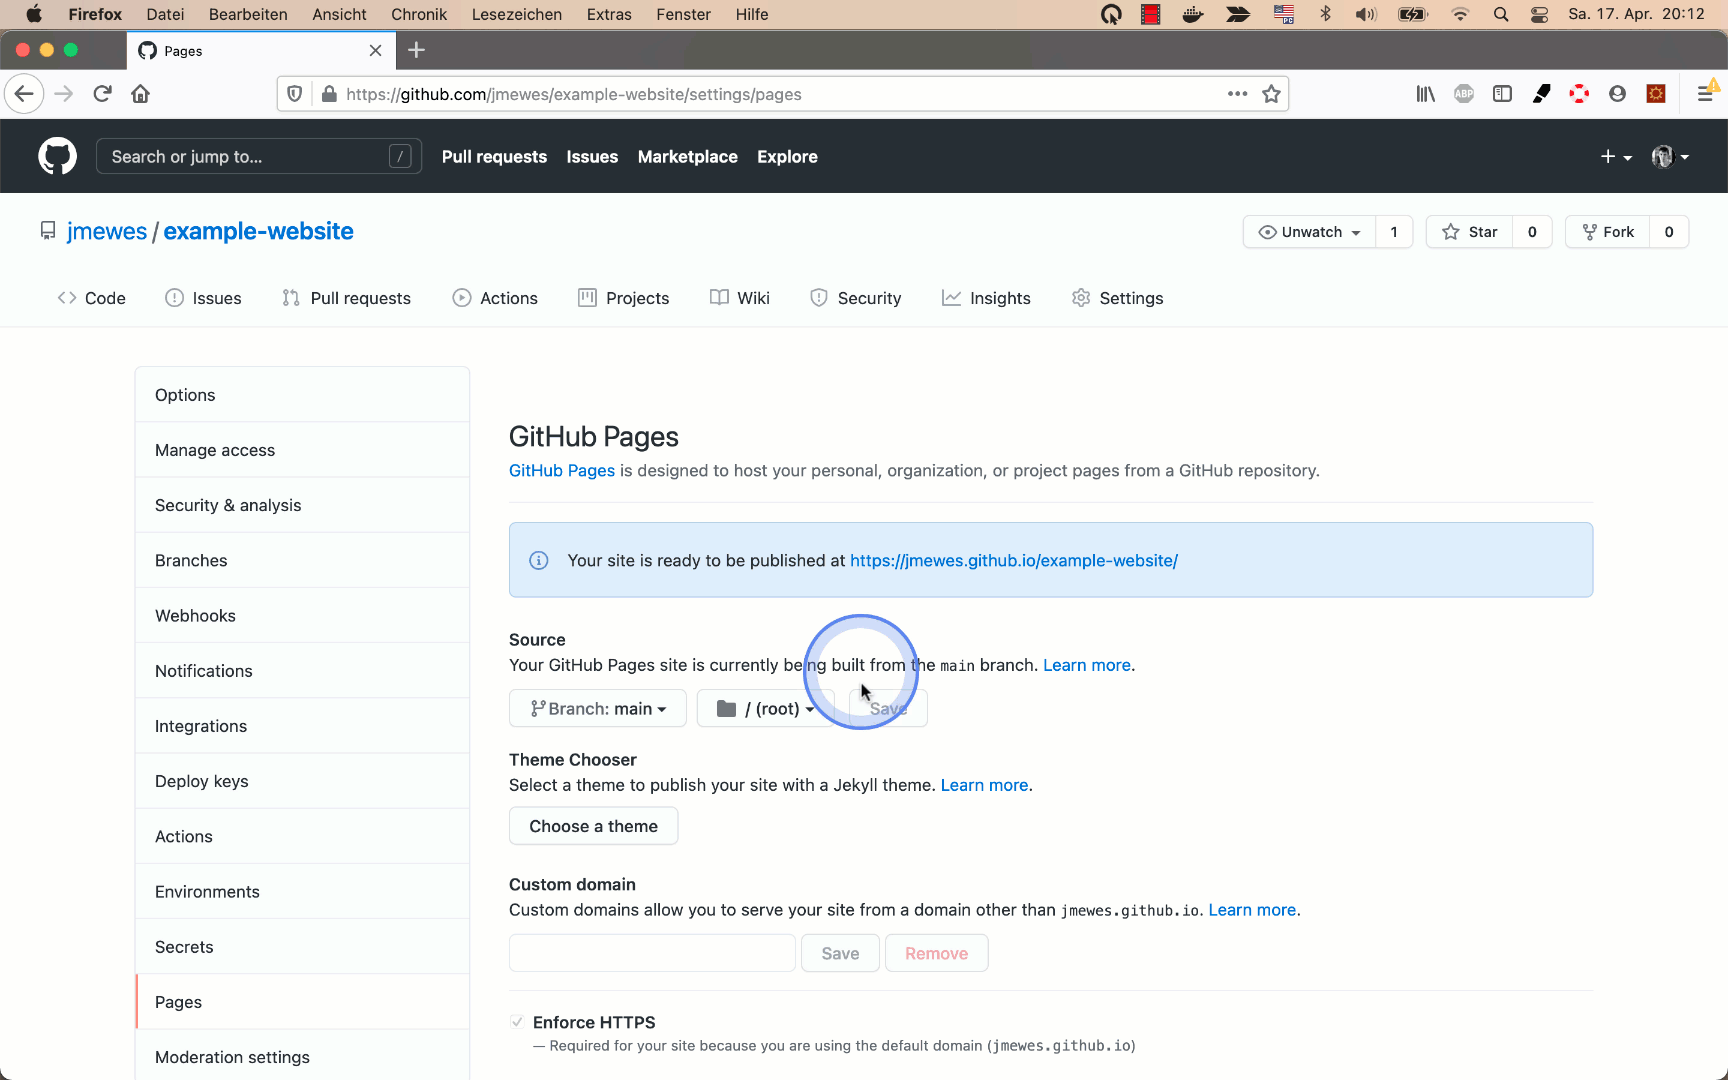 Firefox Datei Bearbeiten Ansicht Chronik Lesezeichen Extras Fenster Hilfe Sa. 17. Apr. 20:12
Pages
https://github.com/jmewes/example-website/settings/pages
ABP
Search or jump to... / Pull requests Issues Marketplace Explore
jmewes / example-website Unwatch 1 Star 0 Fork 0
Code Issues Pull requests Actions Projects Wiki Security Insights Settings
Options
Manage access
Security & analysis
Branches
Webhooks
Notifications
Integrations
Deploy keys
Actions
Environments
Secrets
Pages
Moderation settings
GitHub Pages
GitHub Pages is designed to host your personal, organization, or project pages from a GitHub repository.
Your site is ready to be published at https://jmewes.github.io/example-website/
Source
Your GitHub Pages site is currently being built from the main branch. Learn more.
Branch: main / (root) Save
Theme Chooser
Select a theme to publish your site with a Jekyll theme. Learn more.
Choose a theme
Custom domain
Custom domains allow you to serve your site from a domain other than jmewes.github.io. Learn more.
Save Remove
Enforce HTTPS
— Required for your site because you are using the default domain (jmewes.github.io)